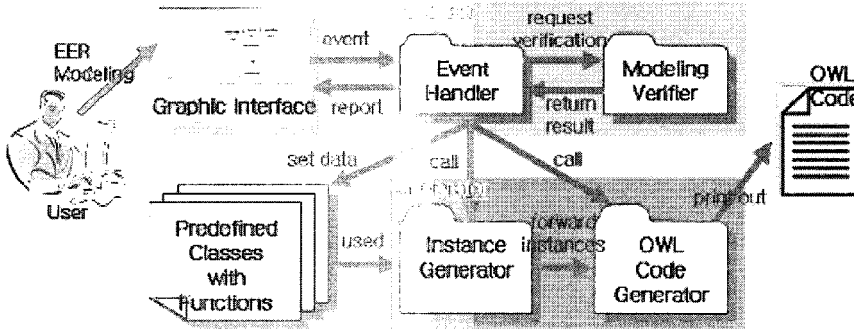 request
verification
EER
Modeling
event
Event
Handler
Modeling
Verifier
OWL
Code
Graphic Interface
report
return
result
set data
call
call
User
print out
Predefined
Classes
with
Functions
used
Instance
Generator
forward
instances
OWL
Code
Generator